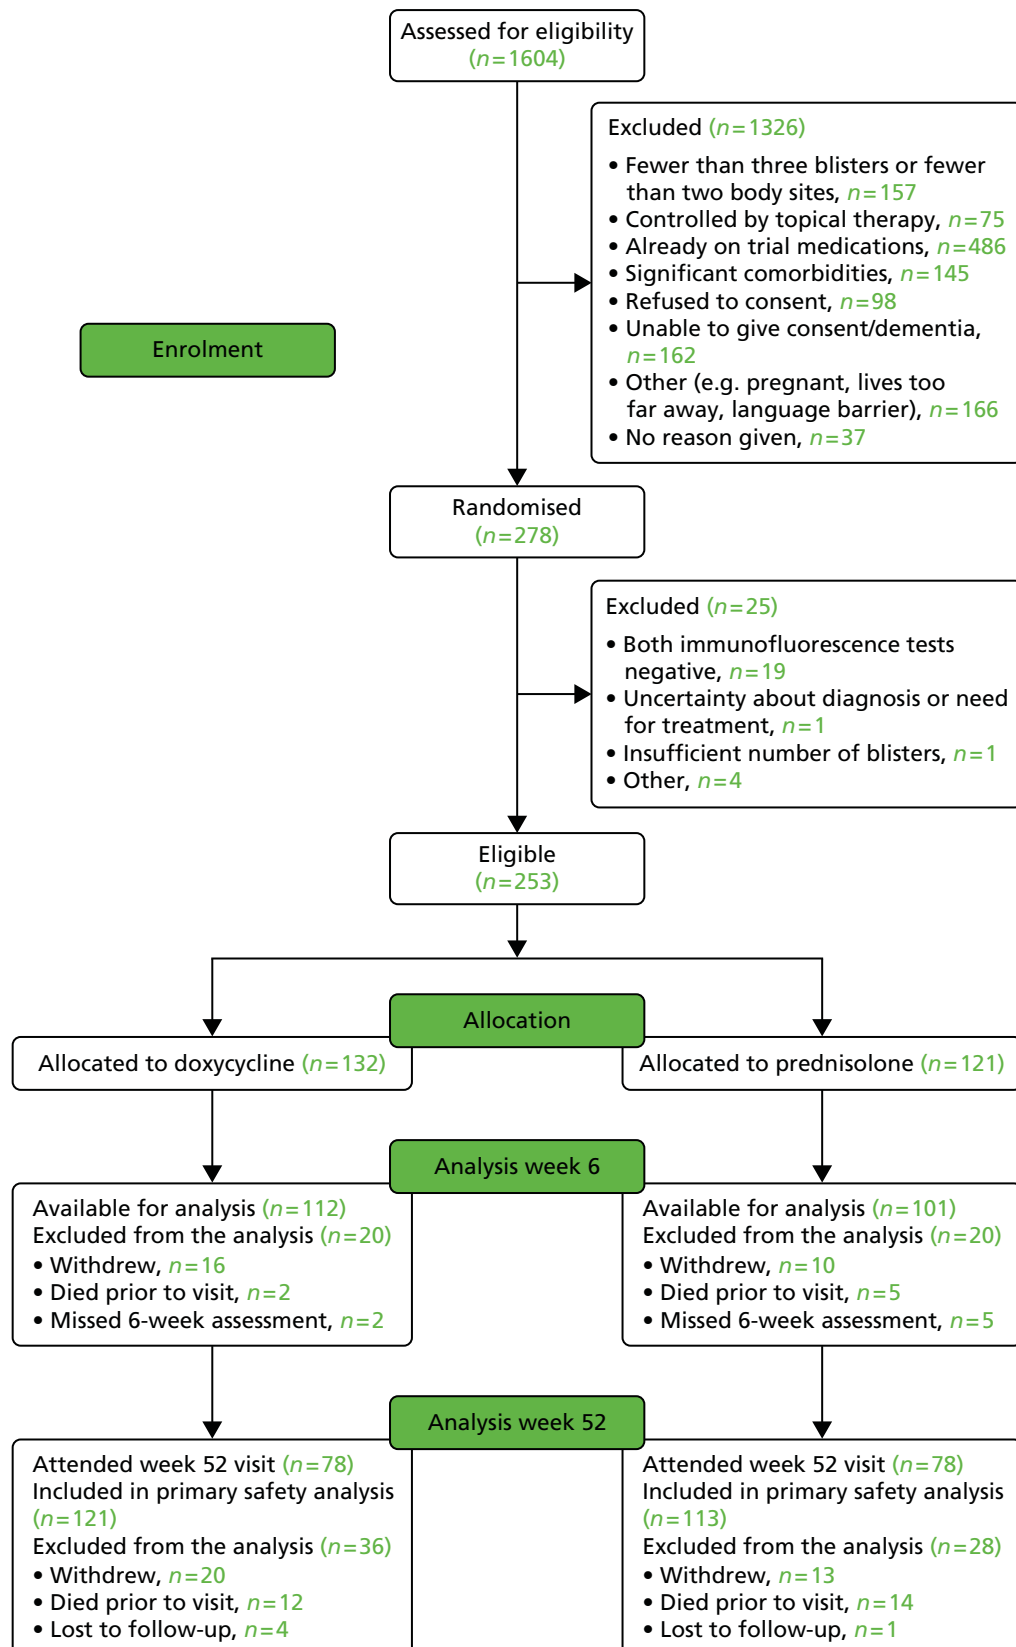 Assessed for eligibility
(n=1604)
Excluded (n=1326)
• Fewer than three blisters or fewer
than two body sites, n=157
• Controlled by topical therapy, n=75
• Already on trial medications, n=486
• Significant comorbidities, n=145
• Refused to consent, n=98
• Unable to give consent/dementia,
n=162
• Other (e.g. pregnant, lives too
far away, language barrier), n=166
• No reason given, n=37
Enrolment
Randomised
(n=278)
Excluded (n=25)
• Both immunofluorescence tests
negative, n=19
• Uncertainty about diagnosis or need
for treatment, n=1
• Insufficient number of blisters, n=1
• Other, n=4
Eligible
(n=253)
Allocation
Allocated to doxycycline (n=132)
Allocated to prednisolone (n=121)
Analysis week 6
Available for analysis (n=112)
Excluded from the analysis (n=20)
• Withdrew, n=16
• Died prior to visit, n=2
• Missed 6-week assessment, n=2
Available for analysis (n=101)
Excluded from the analysis (n=20)
• Withdrew, n=10
• Died prior to visit, n=5
• Missed 6-week assessment, n=5
Analysis week 52
Attended week 52 visit (n=78)
Included in primary safety analysis
(n=121)
Excluded from the analysis (n=36)
• Withdrew, n=20
• Died prior to visit, n=12
• Lost to follow-up, n=4
Attended week 52 visit (n=78)
Included in primary safety analysis
(n=113)
Excluded from the analysis (n=28)
• Withdrew, n=13
• Died prior to visit, n=14
• Lost to follow-up, n=1